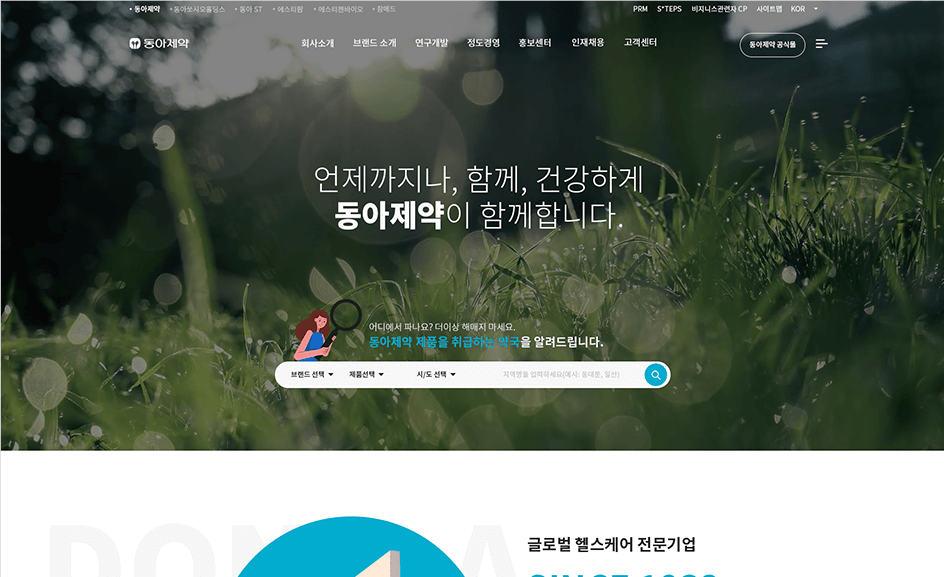 • 동아제약 • 동아쏘시오홀딩스 • 동아 ST • 에스티팜 • 에스티젠바이오 • 참메드
PRM S*TEPS 비지니스관련자 CP 사이트맵 KOR
동아제약
회사소개 브랜드 소개 연구개발 정도경영 홍보센터 인재채용 고객센터
동아제약 공식몰
언제까지나, 함께, 건강하게
동아제약이 함께합니다.
어디에서 파나요? 더이상 헤매지 마세요.
동아제약 제품을 취급하는 약국을 알려드립니다.
브랜드 선택 제품선택 시/도 선택 지역명을 입력하세요(예시: 동대문, 일산)
글로벌 헬스케어 전문기업